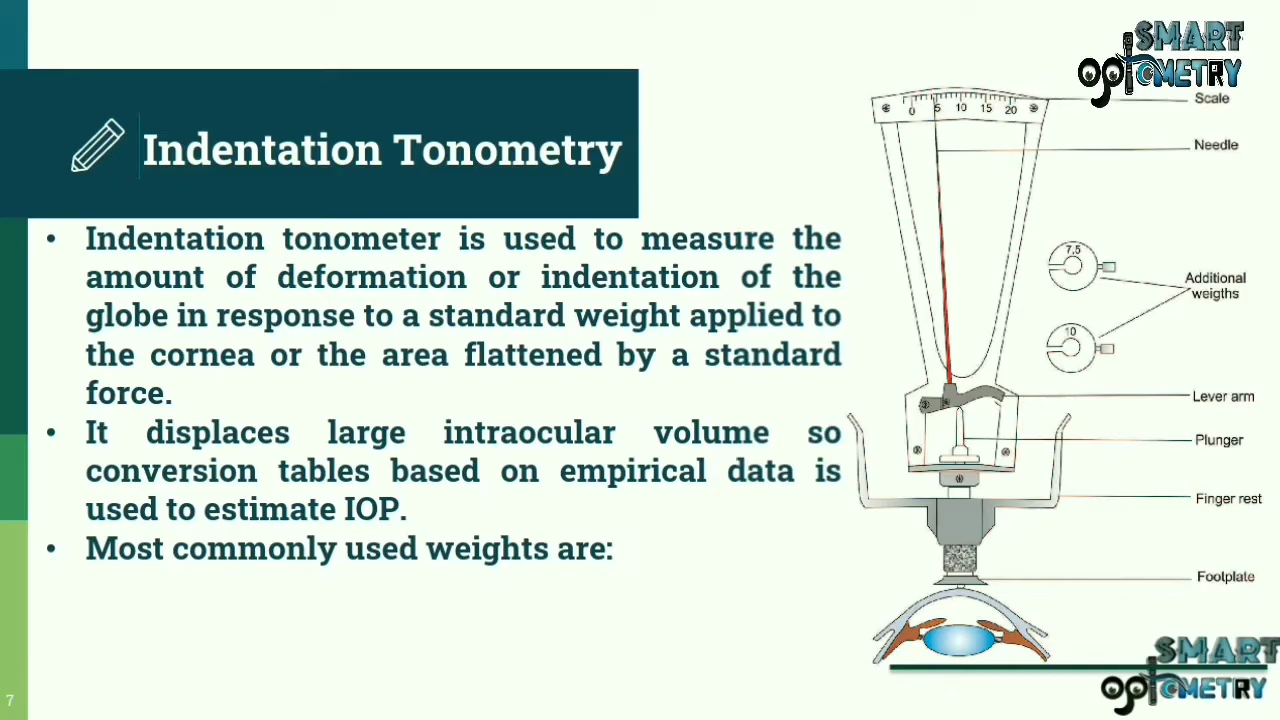 SMART
OPTOMETRY
Indentation Tonometry
• Indentation tonometer is used to measure the
amount of deformation or indentation of the
globe in response to a standard weight applied to
the cornea or the area flattened by a standard
force.
• It displaces large intraocular volume so
conversion tables based on empirical data is
used to estimate IOP.
• Most commonly used weights are:
0 5 10 15 20
Scale
Needle
7.5
Additional
weigths
10
Lever arm
Plunger
Finger rest
Footplate
SMART
OPTOMETRY
7